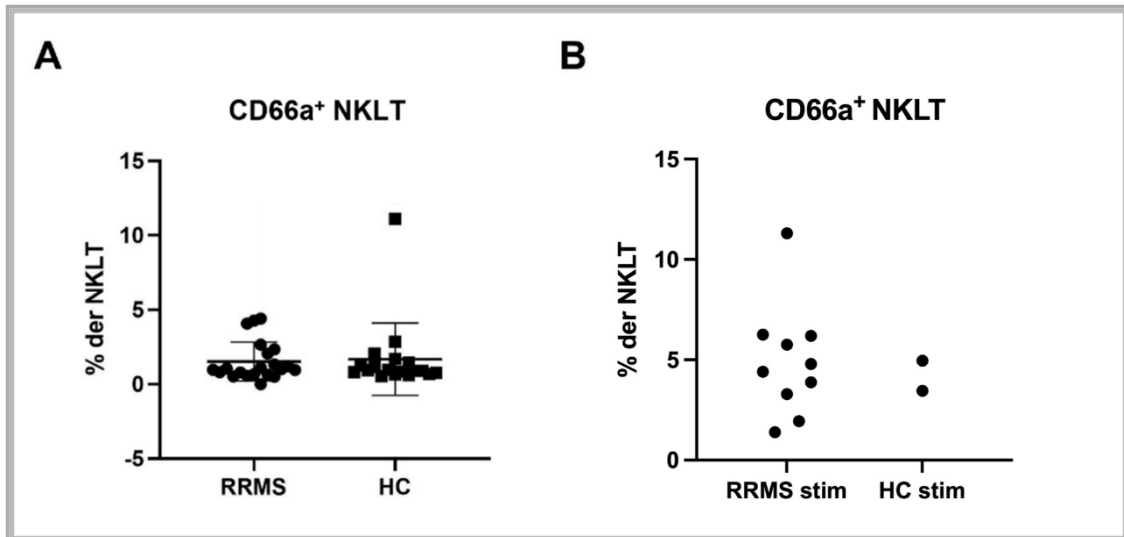 A
CD66a⁺ NKLT
% der NKLT
15
10
5
0
-5
RRMS
HC
B
CD66a⁺ NKLT
% der NKLT
15
10
5
0
RRMS stim
HC stim